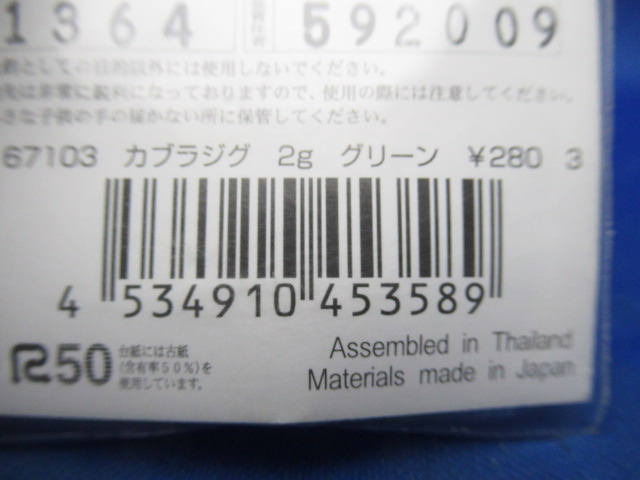 1364 592009
としての目的以外には使用しないでください。
先は非常に鋭利になっておりますので、使用の際には注意してください。
さな子供の手の届かない所に保管してください。
67103 カブラジグ 2g グリーン ¥280 3
4 534910 453589
R50 台紙には古紙
(含有率50%)を
使用しています。
Assembled in Thailand
Materials made in Japan